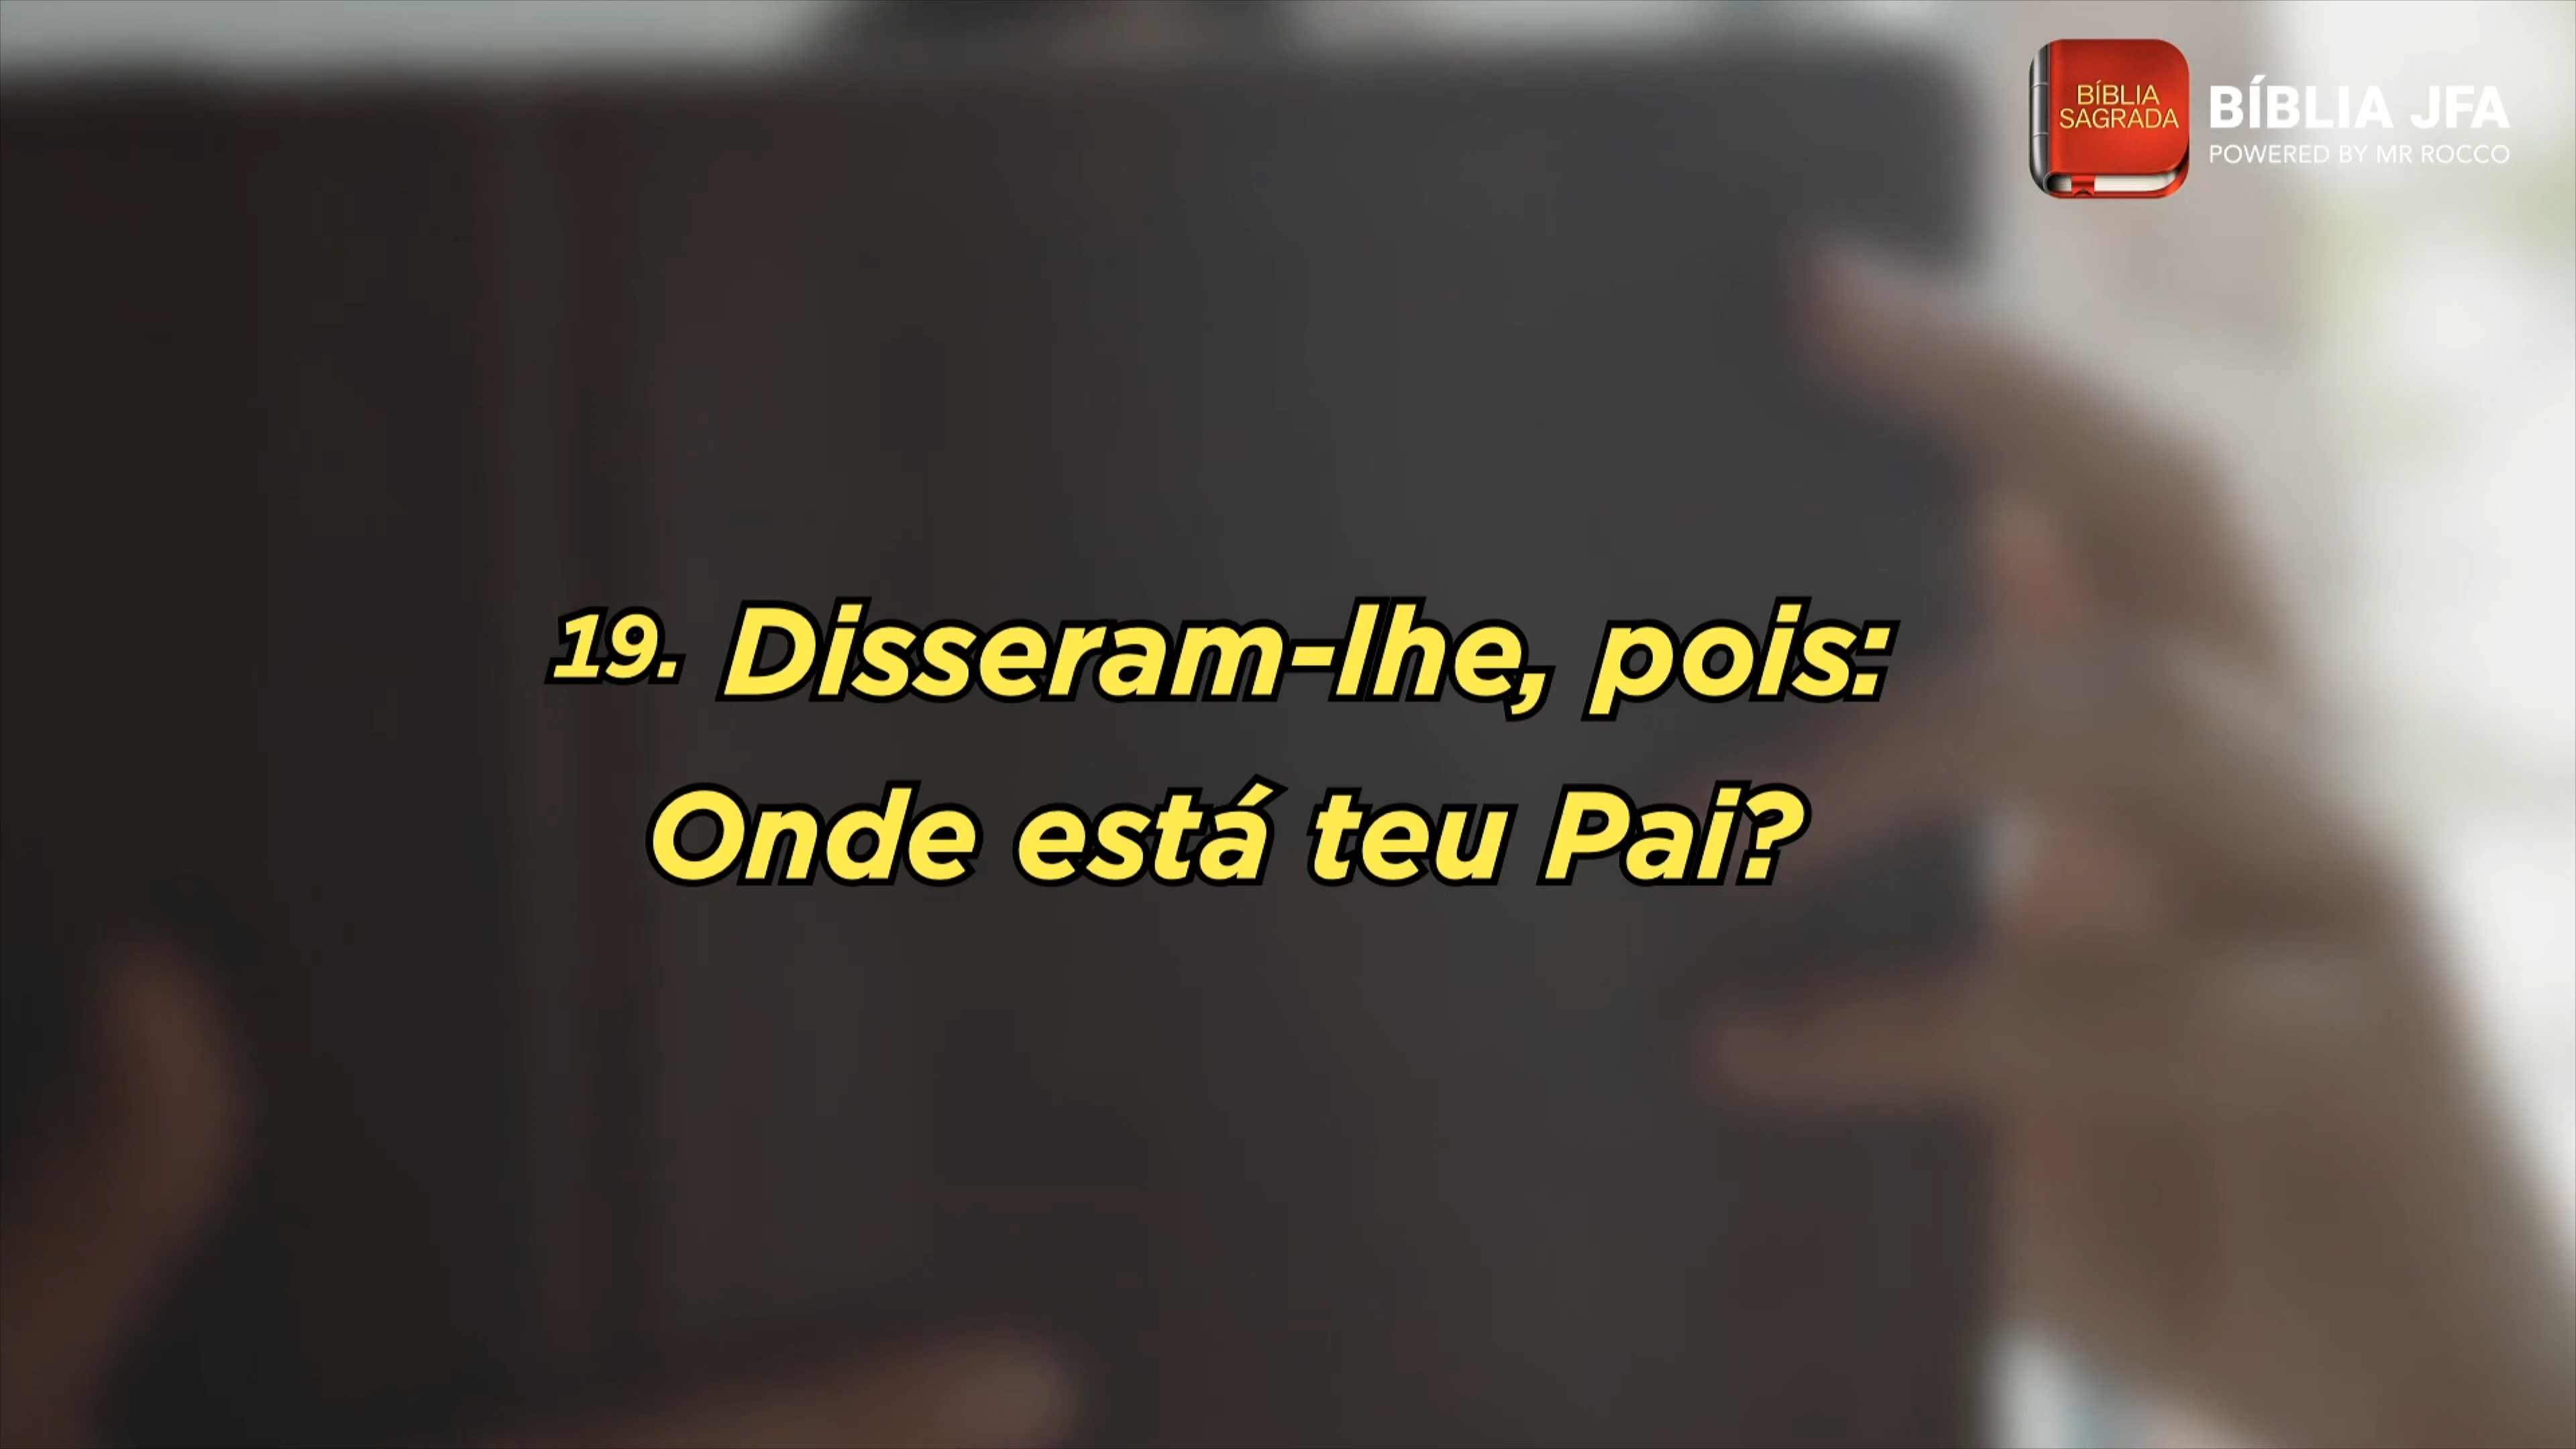 BÍBLIA
SAGRADA
BÍBLIA JFA
POWERED BY MR ROCCO
19. Disseram-lhe, pois:
Onde está teu Pai?